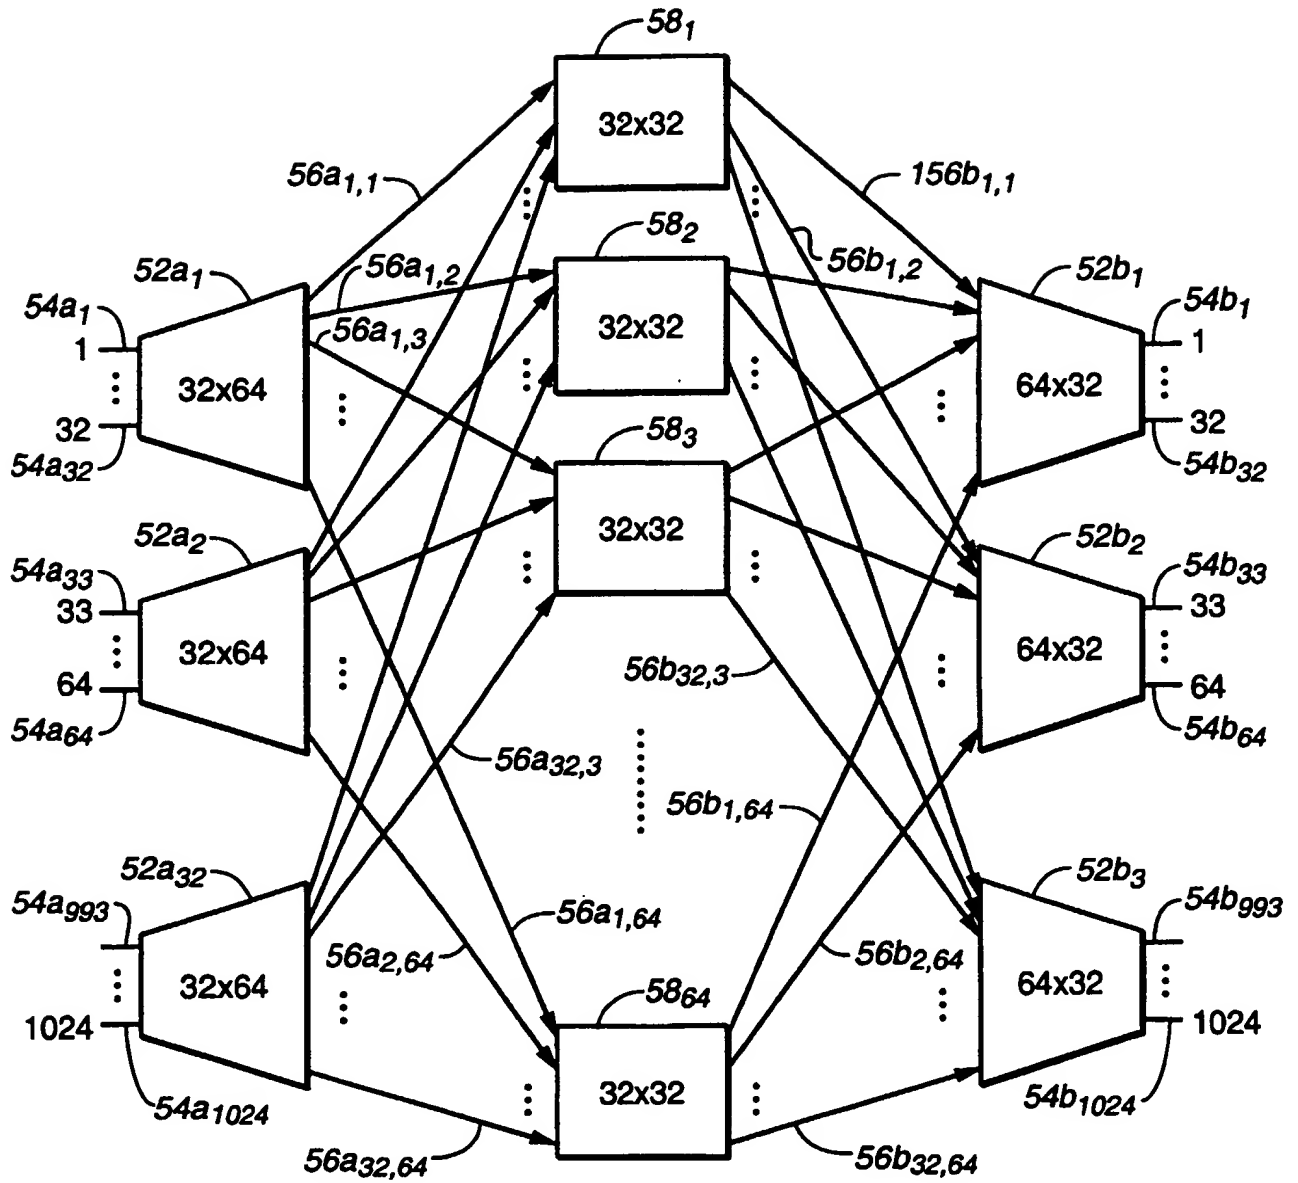 58₁
32x32
56a₁,₁
156b₁,₁
58₂
52a₁
56a₁,₂
56b₁,₂
52b₁
54a₁
54b₁
56a₁,₃
32x32
1
1
32x64
64x32
32
32
58₃
54a₃₂
54b₃₂
32x32
52a₂
52b₂
54a₃₃
54b₃₃
33
33
32x64
64x32
56b₃₂,₃
64
64
54a₆₄
54b₆₄
56a₃₂,₃
56b₁,₆₄
52a₃₂
52b₃
54a₉₉₃
54b₉₉₃
56a₁,₆₄
56a₂,₆₄
56b₂,₆₄
32x64
64x32
58₆₄
1024
1024
32x32
54a₁₀₂₄
54b₁₀₂₄
56a₃₂,₆₄
56b₃₂,₆₄